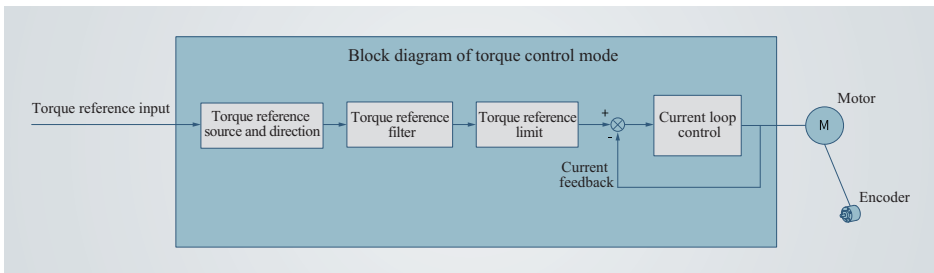 Block diagram of torque control mode
Torque reference input
Torque reference
source and direction
Torque reference
filter
Torque reference
limit
+
-
Current loop
control
Current
feedback
Motor
M
Encoder